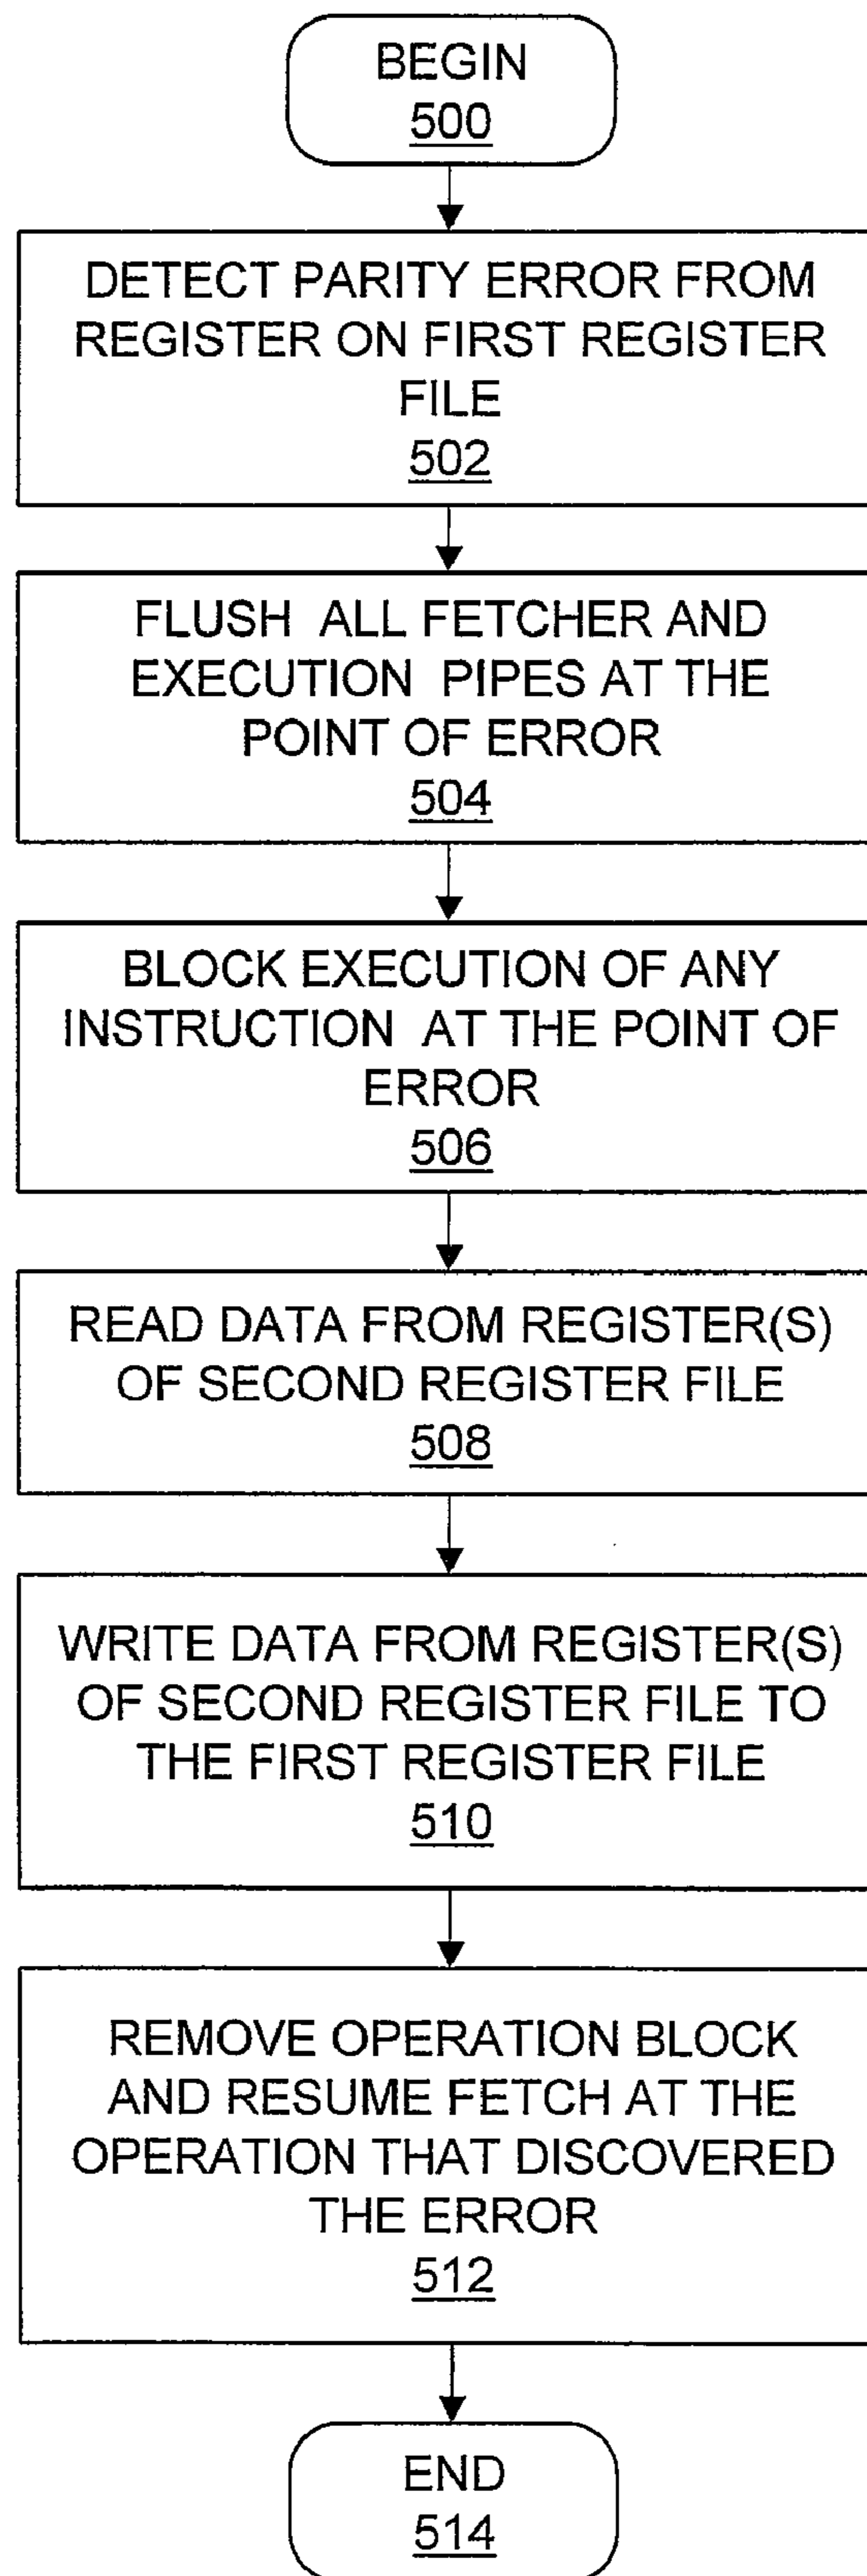 BEGIN
500
DETECT PARITY ERROR FROM
REGISTER ON FIRST REGISTER
FILE
502
FLUSH ALL FETCHER AND
EXECUTION PIPES AT THE
POINT OF ERROR
504
BLOCK EXECUTION OF ANY
INSTRUCTION AT THE POINT OF
ERROR
506
READ DATA FROM REGISTER(S)
OF SECOND REGISTER FILE
508
WRITE DATA FROM REGISTER(S)
OF SECOND REGISTER FILE TO
THE FIRST REGISTER FILE
510
REMOVE OPERATION BLOCK
AND RESUME FETCH AT THE
OPERATION THAT DISCOVERED
THE ERROR
512
END
514